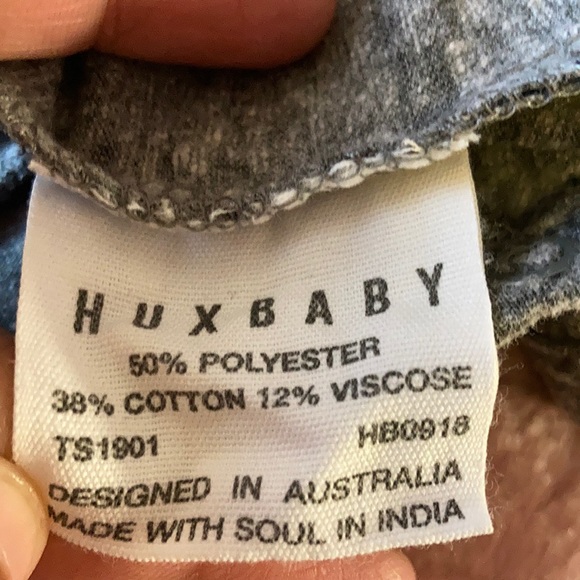 HUXBABY
50% POLYESTER
38% COTTON 12% VISCOSE
TS1901 HB0918
DESIGNED IN AUSTRALIA
MADE WITH SOUL IN INDIA